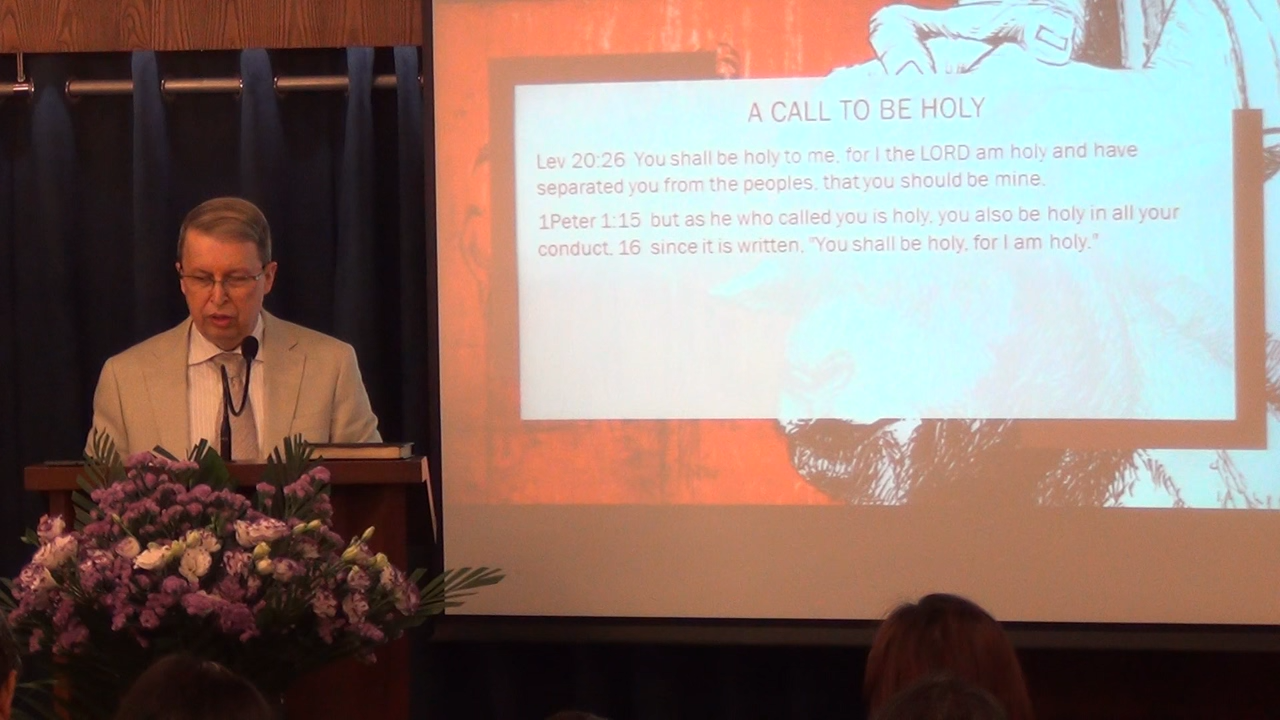 A CALL TO BE HOLY
Lev 20:26 You shall be holy to me, for I the LORD am holy and have
separated you from the peoples, that you should be mine.
1Peter 1:15 but as he who called you is holy, you also be holy in all your
conduct, 16 since it is written, "You shall be holy, for I am holy."